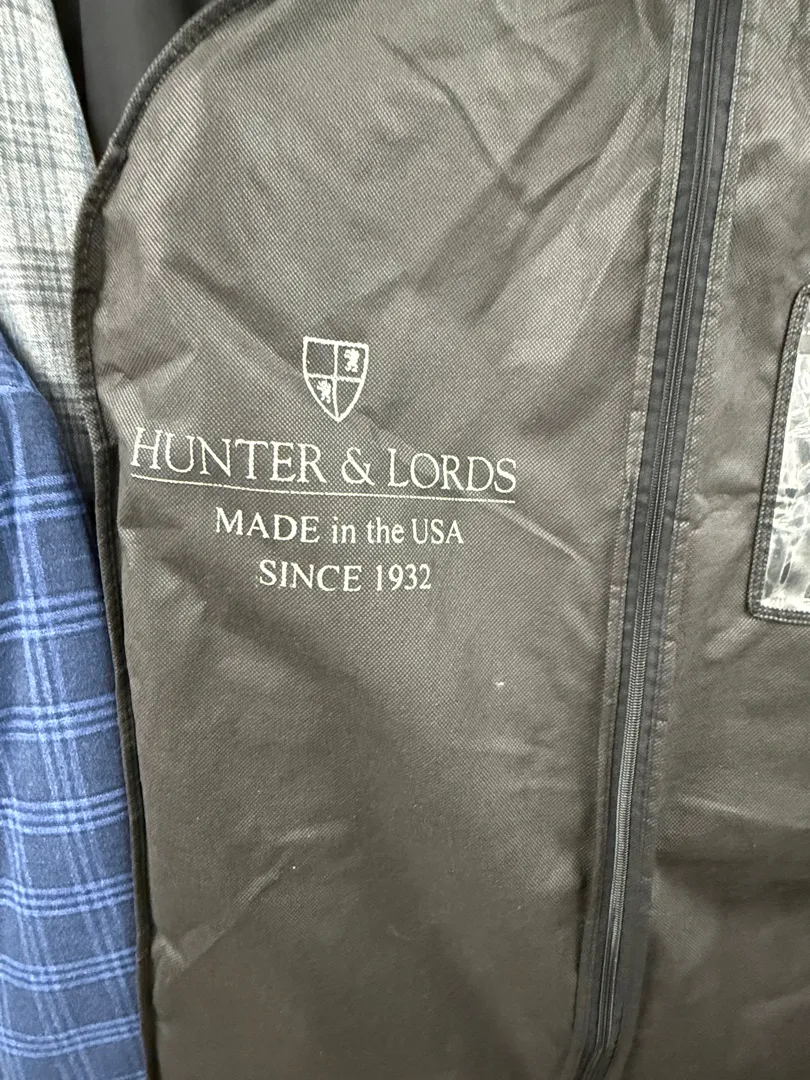 HUNTER & LORDS
MADE in the USA
SINCE 1932